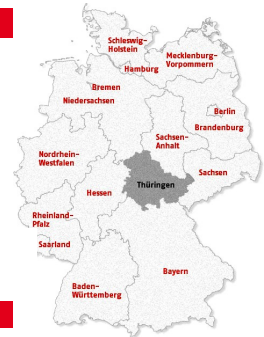 Schleswig-
Holstein
Mecklenburg-
Vorpommern
Hamburg
Bremen
Niedersachsen
Berlin
Brandenburg
Sachsen-
Anhalt
Nordrhein-
Westfalen
Sachsen
Thüringen
Hessen
Rheinland-
Pfalz
Saarland
Bayern
Baden-
Württemberg